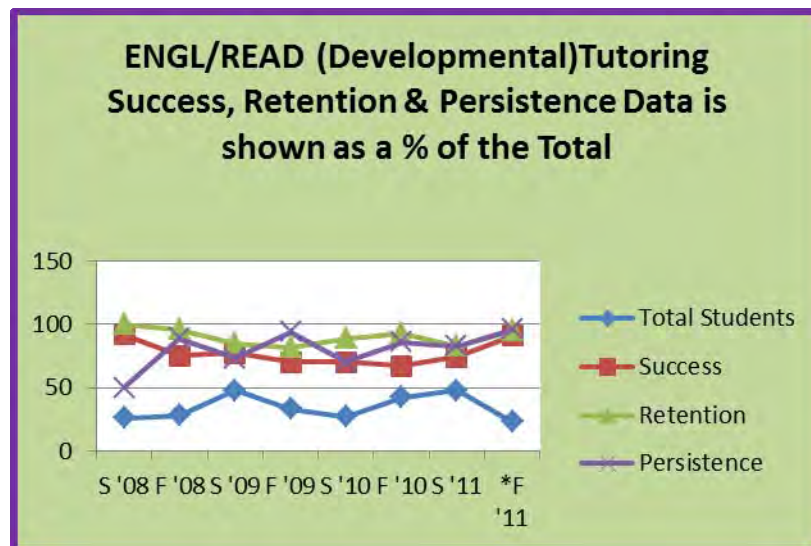 ENGL/READ (Developmental)Tutoring
Success, Retention & Persistence Data is
shown as a % of the Total
150
100
50
0
S '08 F '08 S '09 F '09 S '10 F '10 S '11 *F
'11
Total Students
Success
Retention
Persistence